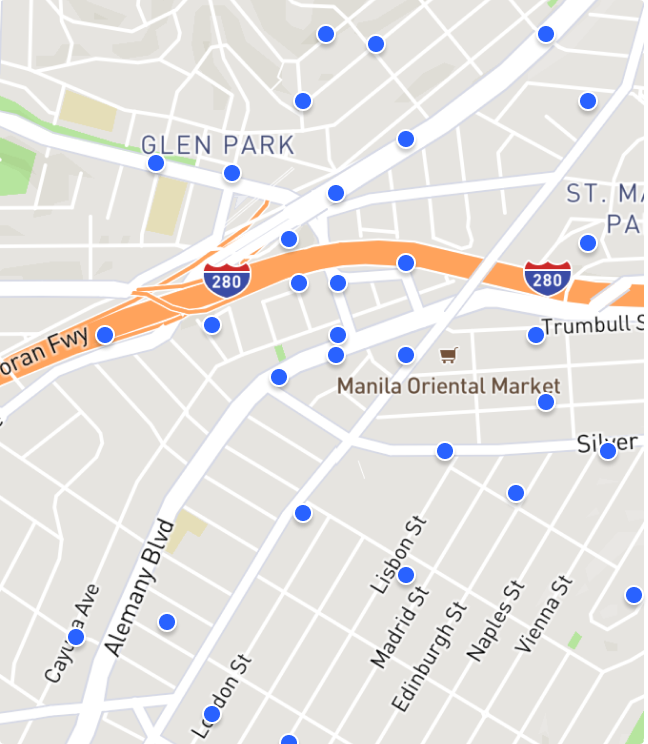 GLEN PARK
ST. MA
PA
280
280
oran Fwy
Trumbull S
Manila Oriental Market
Silver
Lisbon St
Madrid St
Edinburgh St
Naples St
Vienna St
Alemany Blvd
Cayuga Ave
London St